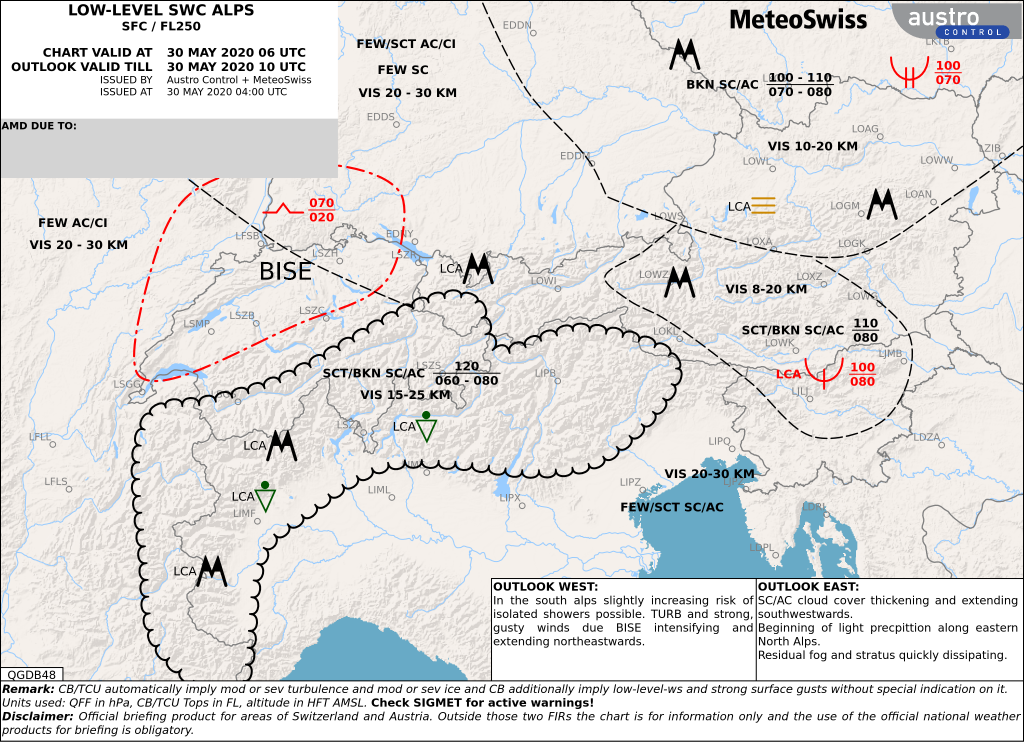 LOW-LEVEL SWC ALPS
SFC / FL250
CHART VALID AT 30 MAY 2020 06 UTC
OUTLOOK VALID TILL 30 MAY 2020 10 UTC
ISSUED BY Austro Control + MeteoSwiss
ISSUED AT 30 MAY 2020 04:00 UTC
AMD DUE TO:
MeteoSwiss
austro
CONTROL
EDDN
LKTB
FEW/SCT AC/CI
FEW SC
VIS 20 - 30 KM
BKN SC/AC 100 - 110
070 - 080
100
070
EDDS
LOAG
VIS 10-20 KM
LZIB
EDDM
LOWL
LOWW
LOAN
070
020
LCA
LOGM
LOWS
FEW AC/CI
VIS 20 - 30 KM
LFSB
EDNY
LOXA
LOGK
LSZH
LSZR
BISE
LCA
LOWI
LOWZ
LOXZ
VIS 8-20 KM
LSZG
LSZB
LSMP
SCT/BKN SC/AC 110
080
LOKL
LOWK
LJMB
LSZS
SCT/BKN SC/AC 120
060 - 080
LIPB
LCA
100
080
LSGG
VIS 15-25 KM
LJLJ
LCA
LSZA
LFLL
LCA
LIPO
LDZA
VIS 20-30 KM
LFLS
LIPZ
LCA
LIML
LIPX
LIMF
FEW/SCT SC/AC
LDPL
LCA
OUTLOOK WEST:
In the south alps slightly increasing risk of
isolated showers possible. TURB and strong,
gusty winds due BISE intensifying and
extending northeastwards.
OUTLOOK EAST:
SC/AC cloud cover thickening and extending
southwestwards.
Beginning of light precpittion along eastern
North Alps.
Residual fog and stratus quickly dissipating.
QGDB48
Remark: CB/TCU automatically imply mod or sev turbulence and mod or sev ice and CB additionally imply low-level-ws and strong surface gusts without special indication on it.
Units used: QFF in hPa, CB/TCU Tops in FL, altitude in HFT AMSL. Check SIGMET for active warnings!
Disclaimer: Official briefing product for areas of Switzerland and Austria. Outside those two FIRs the chart is for information only and the use of the official national weather
products for briefing is obligatory.